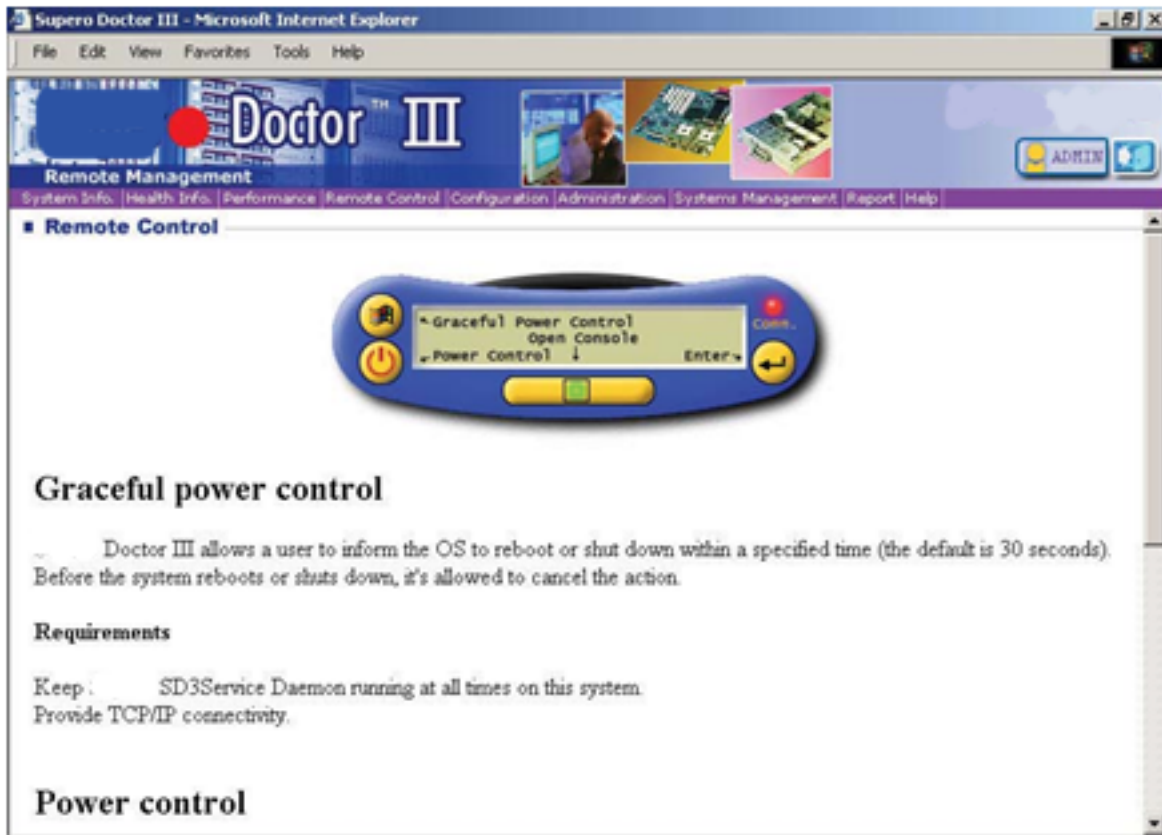 Supero Doctor III - Microsoft Internet Explorer
File Edit View Favorites Tools Help
Doctor™ III
ADMIN
Remote Management
System Info. Health Info. Performance Remote Control Configuration Administration Systems Management Report Help
Remote Control
Graceful Power Control
Conn.
Open Console
Power Control ↓ Enter
Graceful power control
Doctor III allows a user to inform the OS to reboot or shut down within a specified time (the default is 30 seconds).
Before the system reboots or shuts down, it's allowed to cancel the action.
Requirements
Keep SD3Service Daemon running at all times on this system.
Provide TCP/IP connectivity.
Power control